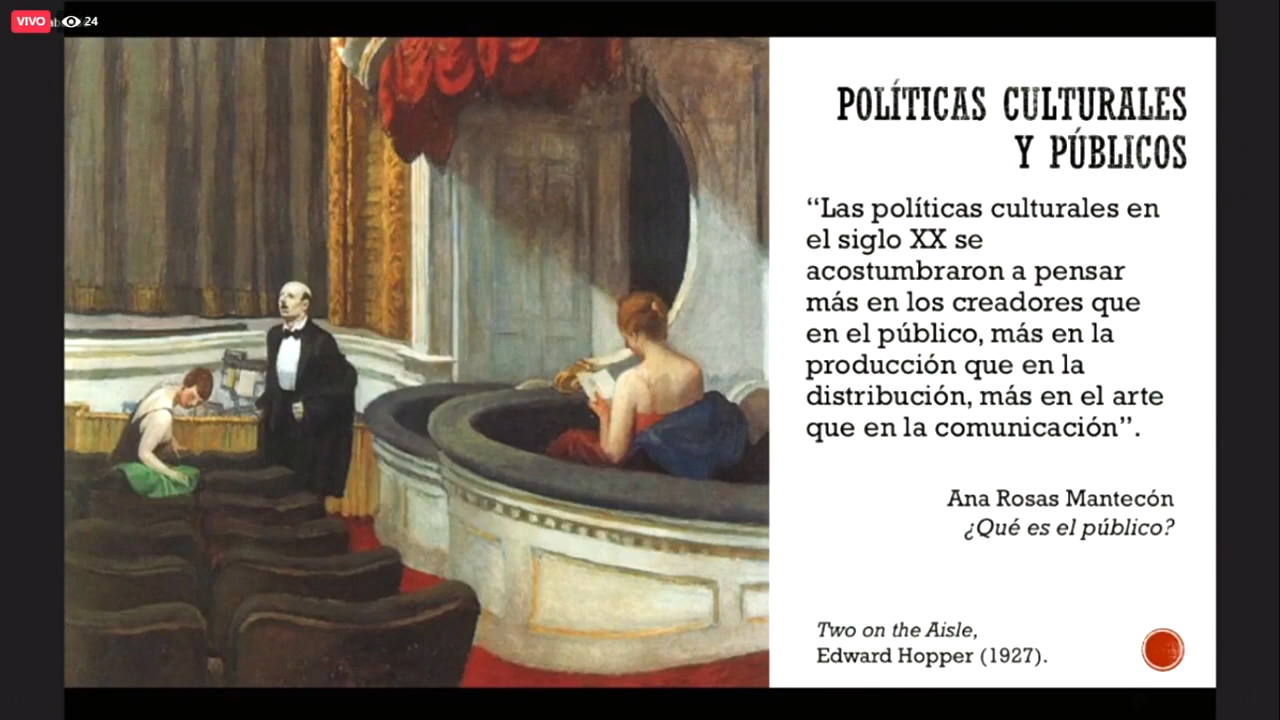 VIVO 24
POLÍTICAS CULTURALES
Y PÚBLICOS
“Las políticas culturales en
el siglo XX se
acostumbraron a pensar
más en los creadores que
en el público, más en la
producción que en la
distribución, más en el arte
que en la comunicación”.
Ana Rosas Mantecón
¿Qué es el público?
Two on the Aisle,
Edward Hopper (1927).